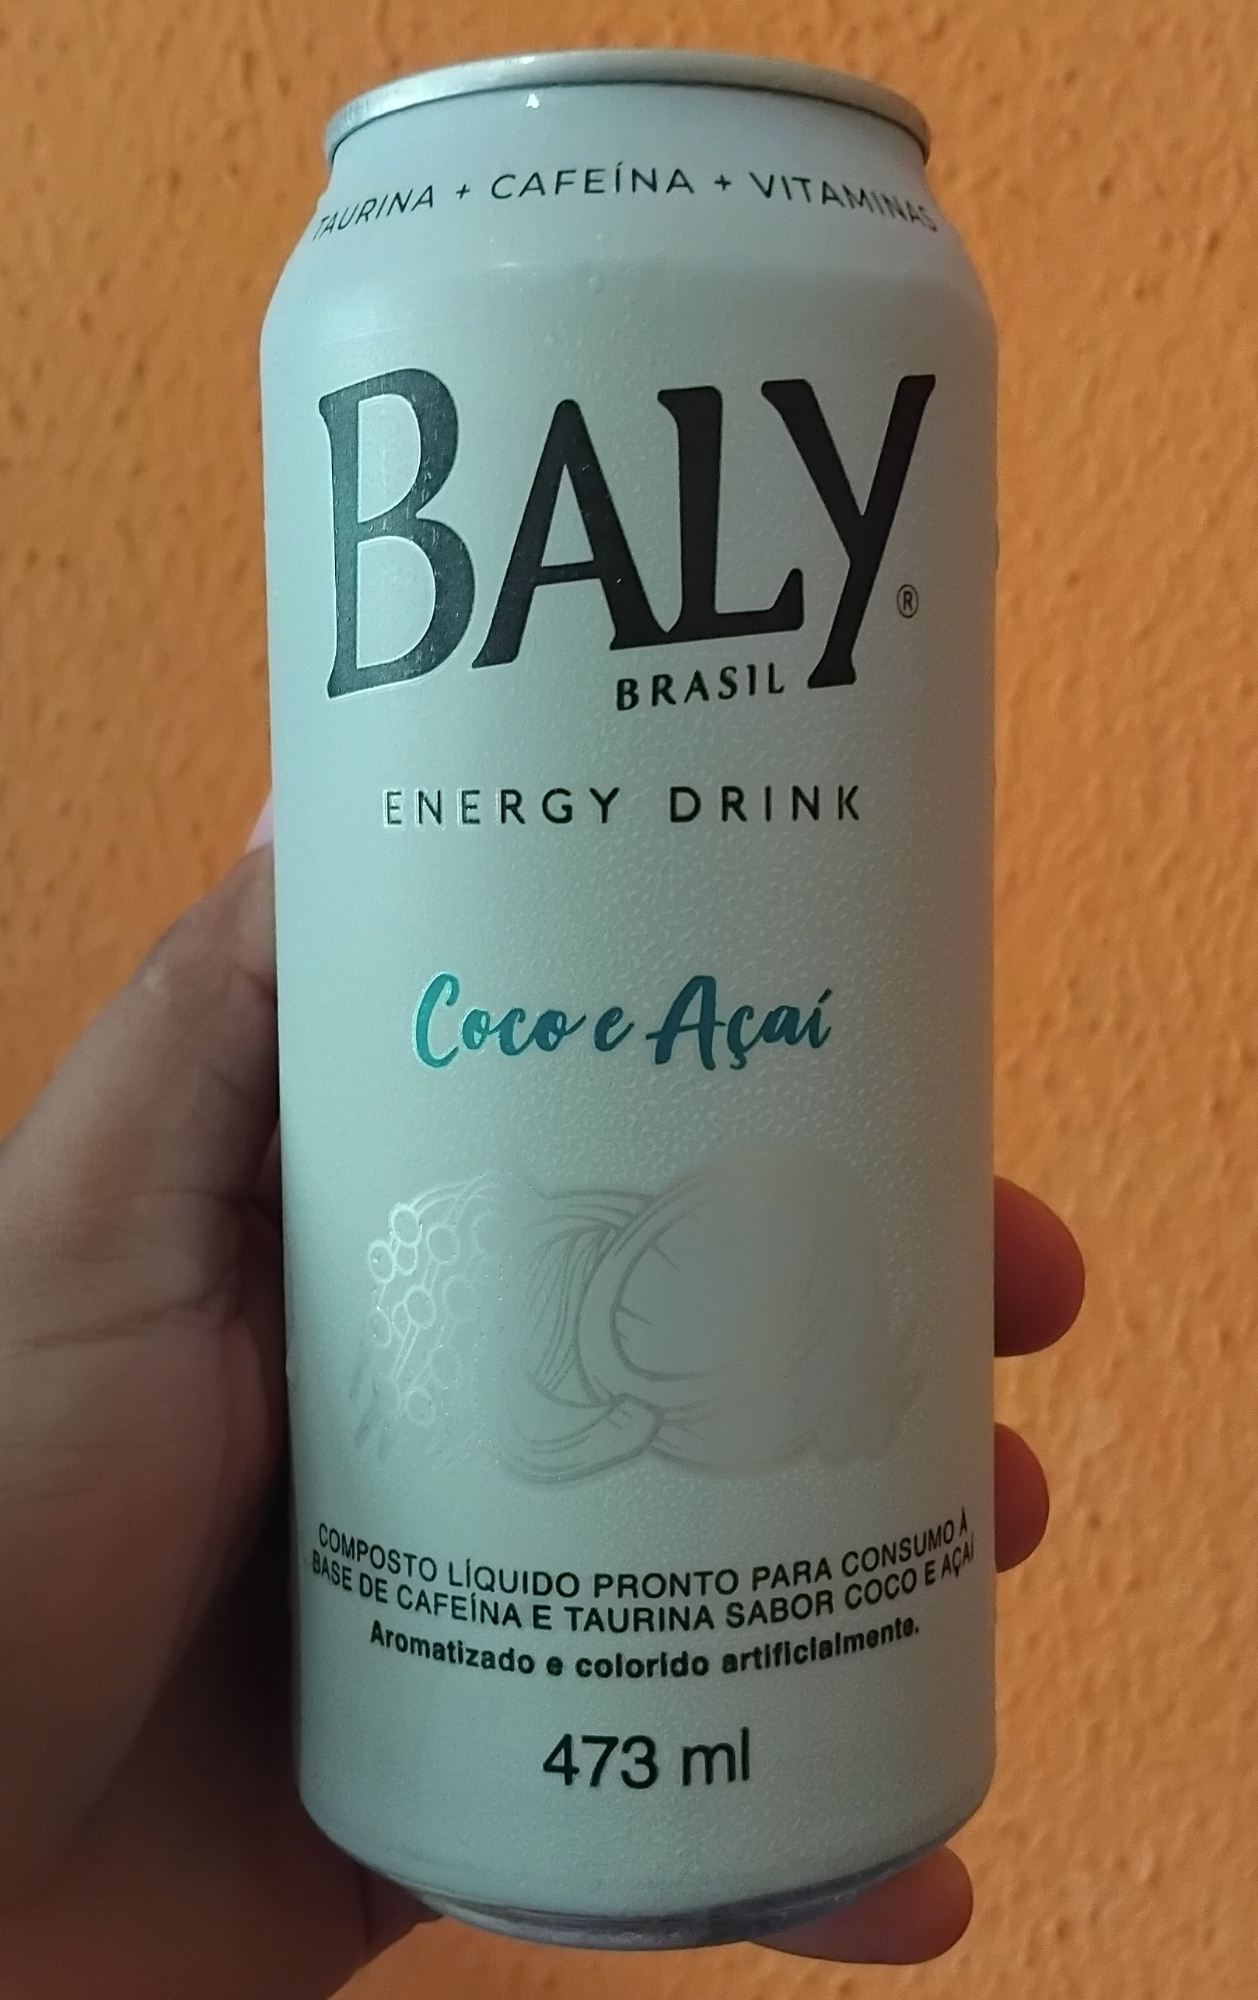 TAURINA + CAFEÍNA + VITAMINAS
BALY®
BRASIL
ENERGY DRINK
Coco e Açaí
COMPOSTO LÍQUIDO PRONTO PARA CONSUMO À
BASE DE CAFEÍNA E TAURINA SABOR COCO E AÇAÍ
Aromatizado e colorido artificialmente.
473 ml